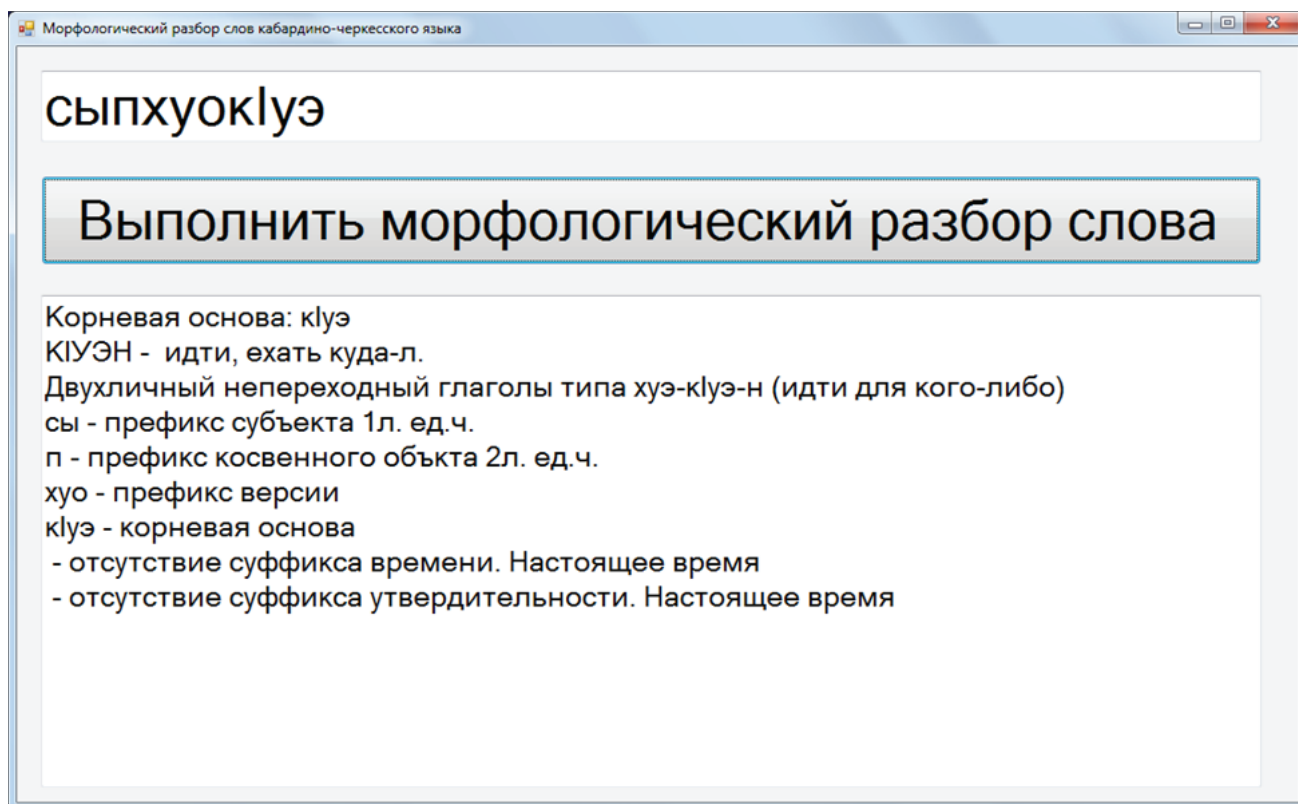 Морфологический разбор слов кабардино-черкесского языка
сыпхуокӏуэ
Выполнить морфологический разбор слова
Корневая основа: кӏуэ
КӏУЭН - идти, ехать куда-л.
Двухличный непереходный глаголы типа хуэ-кӏуэ-н (идти для кого-либо)
сы - префикс субъекта 1л. ед.ч.
п - префикс косвенного объкта 2л. ед.ч.
хуо - префикс версии
кӏуэ - корневая основа
- отсутствие суффикса времени. Настоящее время
- отсутствие суффикса утвердительности. Настоящее время